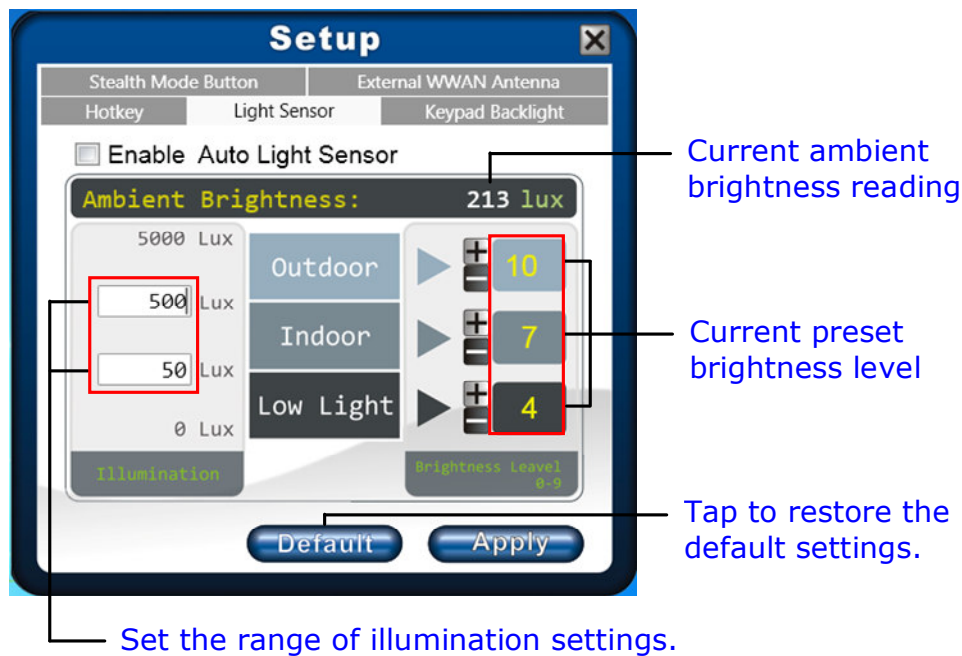 Setup
Stealth Mode Button External WWAN Antenna
Hotkey Light Sensor Keypad Backlight
Enable Auto Light Sensor
Ambient Brightness: 213 lux
5000 Lux
500 Lux
50 Lux
0 Lux
Illumination
Outdoor
Indoor
Low Light
10
7
4
Brightness Leavel
0-9
Default Apply
Current ambient
brightness reading
Current preset
brightness level
Tap to restore the
default settings.
Set the range of illumination settings.